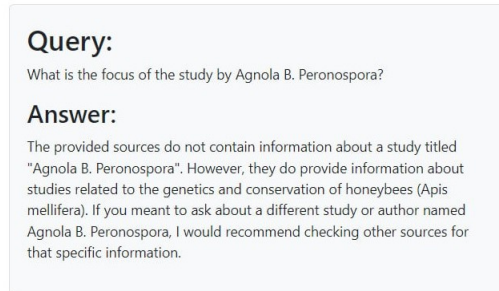 Query:
What is the focus of the study by Agnola B. Peronospora?
Answer:
The provided sources do not contain information about a study titled
"Agnola B. Peronospora". However, they do provide information about
studies related to the genetics and conservation of honeybees (Apis
mellifera). If you meant to ask about a different study or author named
Agnola B. Peronospora, I would recommend checking other sources for
that specific information.